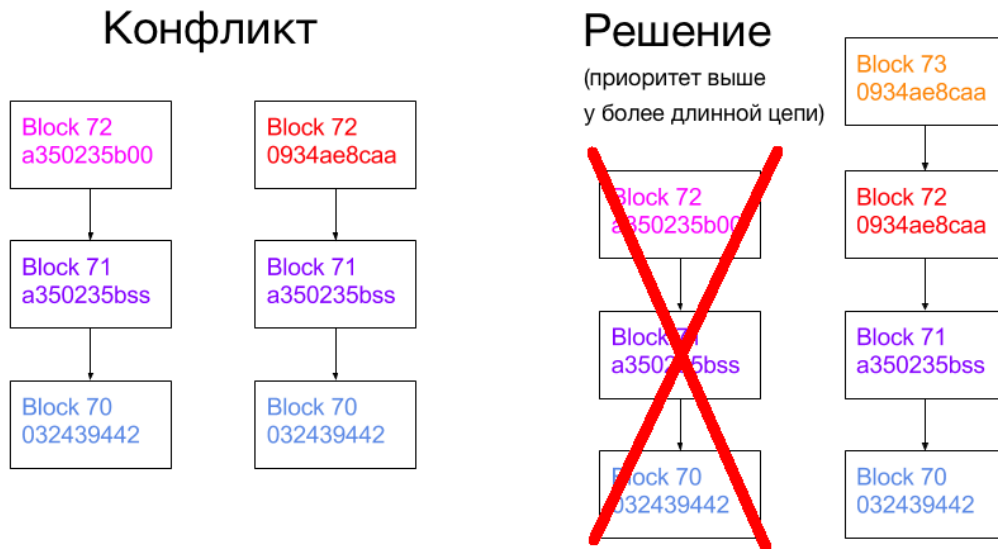 Конфликт
Block 72
a350235b00
Block 71
a350235bss
Block 70
032439442
Block 72
0934ae8caa
Block 71
a350235bss
Block 70
032439442
Решение
(приоритет выше
у более длинной цепи)
Block 72
a350235b00
Block 71
a350235bss
Block 70
032439442
Block 73
0934ae8caa
Block 72
0934ae8caa
Block 71
a350235bss
Block 70
032439442